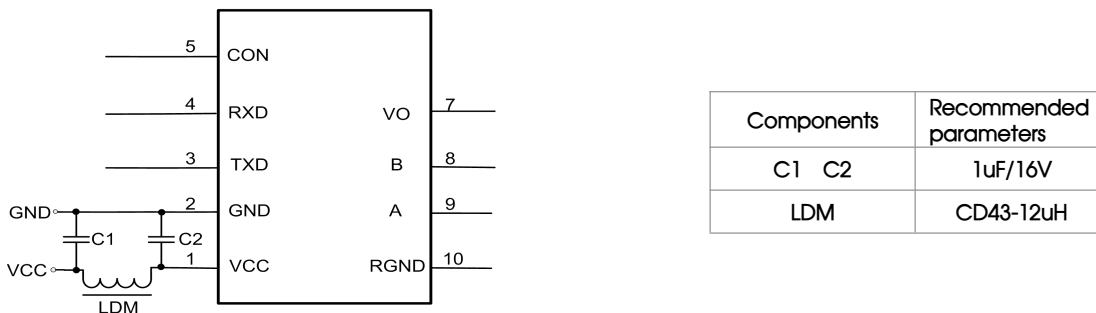 5 CON
4 RXD
VO 7
3 TXD
B 8
GND 2 GND
A 9
C1 C2
VCC 1 VCC
RGND 10
LDM
Components Recommended parameters
C1 C2 1uF/16V
LDM CD43-12uH